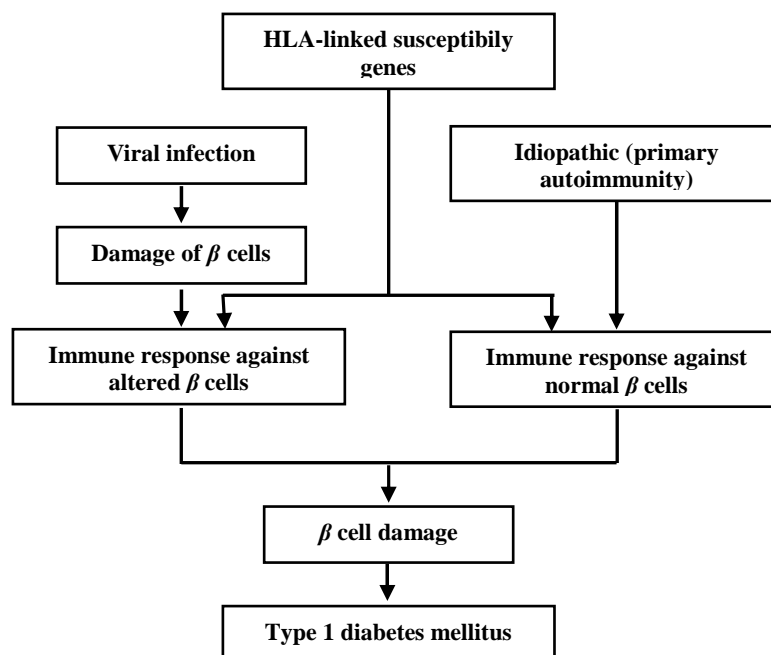 HLA-linked susceptibily
genes
Viral infection
Idiopathic (primary
autoimmunity)
Damage of β cells
Immune response against
altered β cells
Immune response against
normal β cells
β cell damage
Type 1 diabetes mellitus